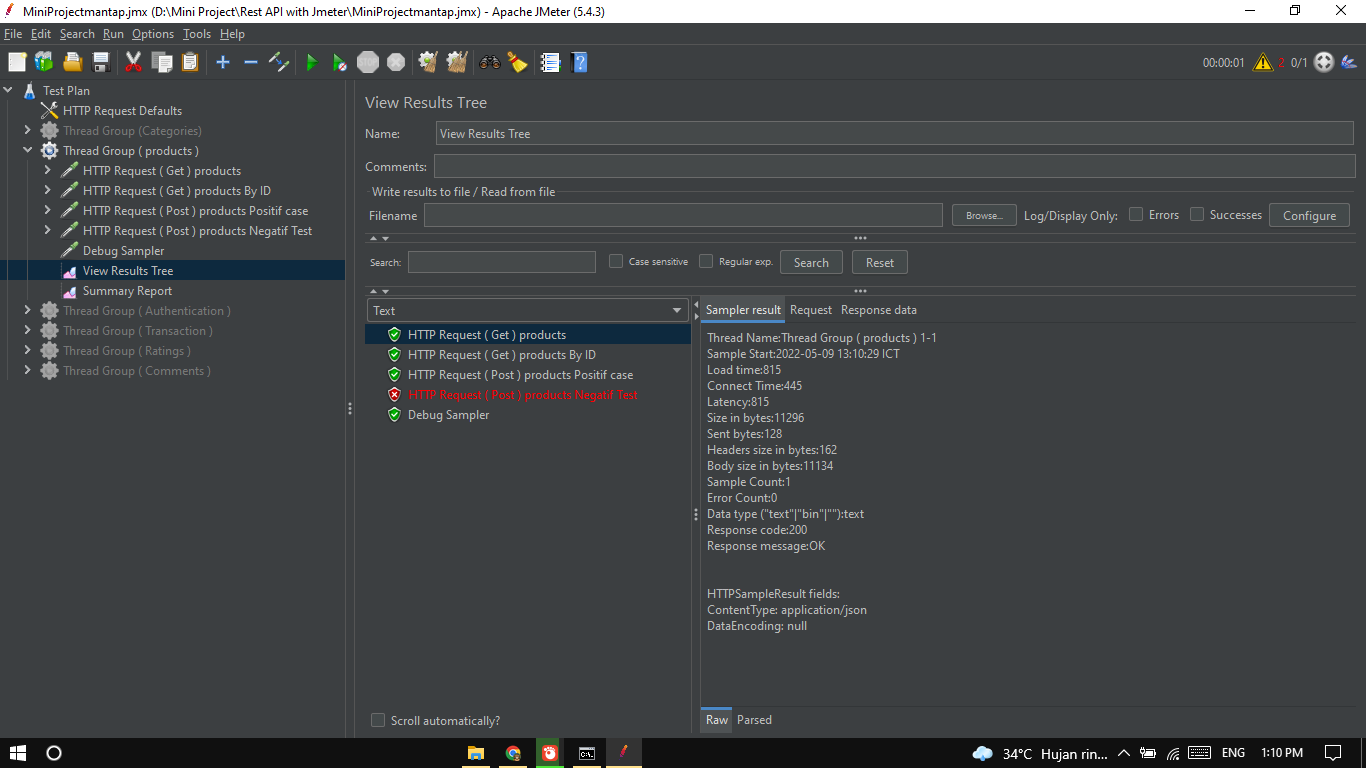 MiniProjectmantap.jmx (D:\Mini Project\Rest API with Jmeter\MiniProjectmantap.jmx) - Apache JMeter (5.4.3)
File Edit Search Run Options Tools Help
STOP
00:00:01 2 0/1
Test Plan
HTTP Request Defaults
Thread Group (Categories)
Thread Group ( products )
HTTP Request ( Get ) products
HTTP Request ( Get ) products By ID
HTTP Request ( Post ) products Positif case
HTTP Request ( Post ) products Negatif Test
Debug Sampler
View Results Tree
Summary Report
Thread Group ( Authentication )
Thread Group ( Transaction )
Thread Group ( Ratings )
Thread Group ( Comments )
View Results Tree
Name: View Results Tree
Comments:
Write results to file / Read from file
Filename Browse... Log/Display Only: Errors Successes Configure
Search: Case sensitive Regular exp. Search Reset
Text
HTTP Request ( Get ) products
HTTP Request ( Get ) products By ID
HTTP Request ( Post ) products Positif case
HTTP Request ( Post ) products Negatif Test
Debug Sampler
Scroll automatically?
Sampler result Request Response data
Thread Name:Thread Group ( products ) 1-1
Sample Start:2022-05-09 13:10:29 ICT
Load time:815
Connect Time:445
Latency:815
Size in bytes:11296
Sent bytes:128
Headers size in bytes:162
Body size in bytes:11134
Sample Count:1
Error Count:0
Data type ("text"|"bin"|""):text
Response code:200
Response message:OK
HTTPSampleResult fields:
ContentType: application/json
DataEncoding: null
Raw Parsed
34°C Hujan rin... ENG 1:10 PM